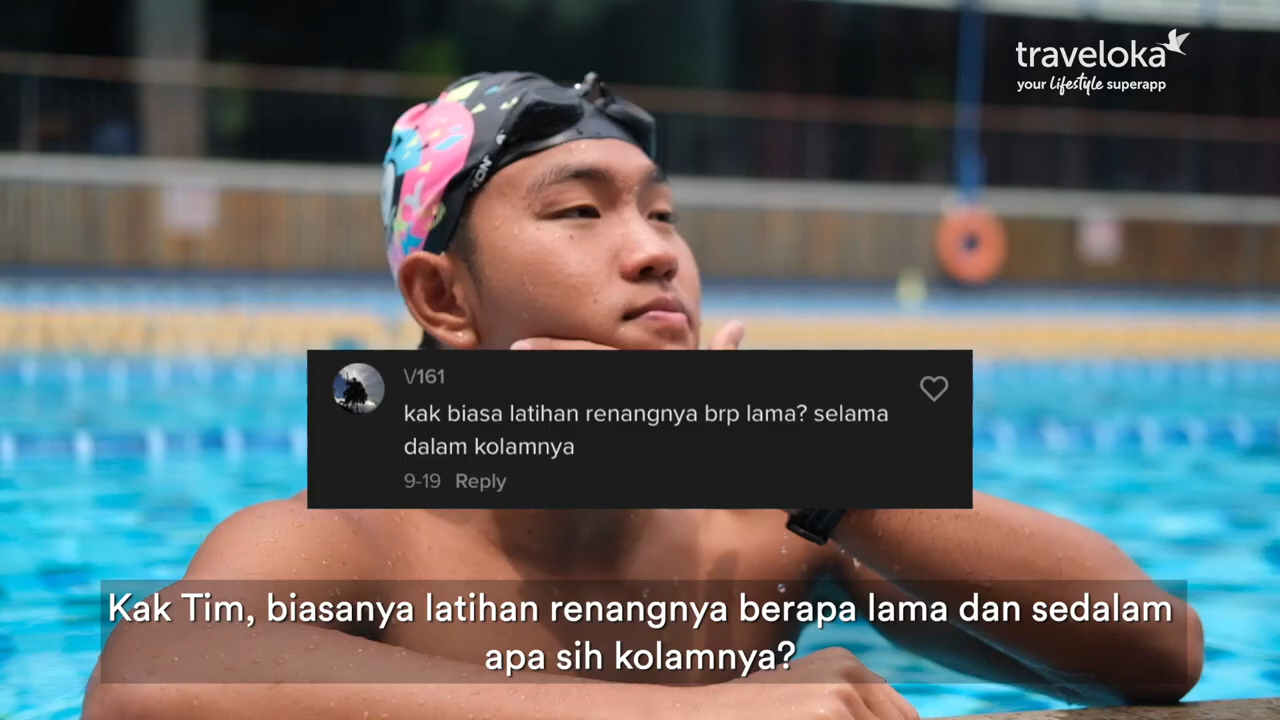 traveloka
your lifestyle superapp
\/161
kak biasa latihan renangnya brp lama? selama
dalam kolamnya
9-19 Reply
Kak Tim, biasanya latihan renangnya berapa lama dan sedalam
apa sih kolamnya?